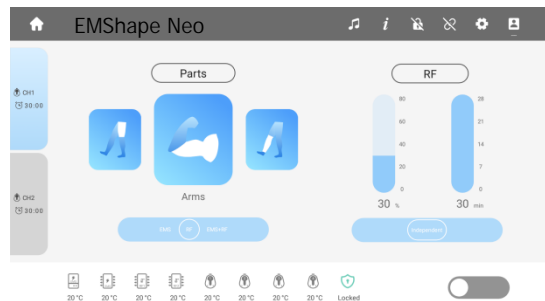 EMShape Neo
Parts
RF
CH1
30:00
80 28
60 21
40 14
20 7
0 0
CH2
30:00
Arms
30 % 30 min
EMS RF EMS+RF
Independent
20 °C 20 °C 20 °C 20 °C 20 °C 20 °C 20 °C 20 °C Locked